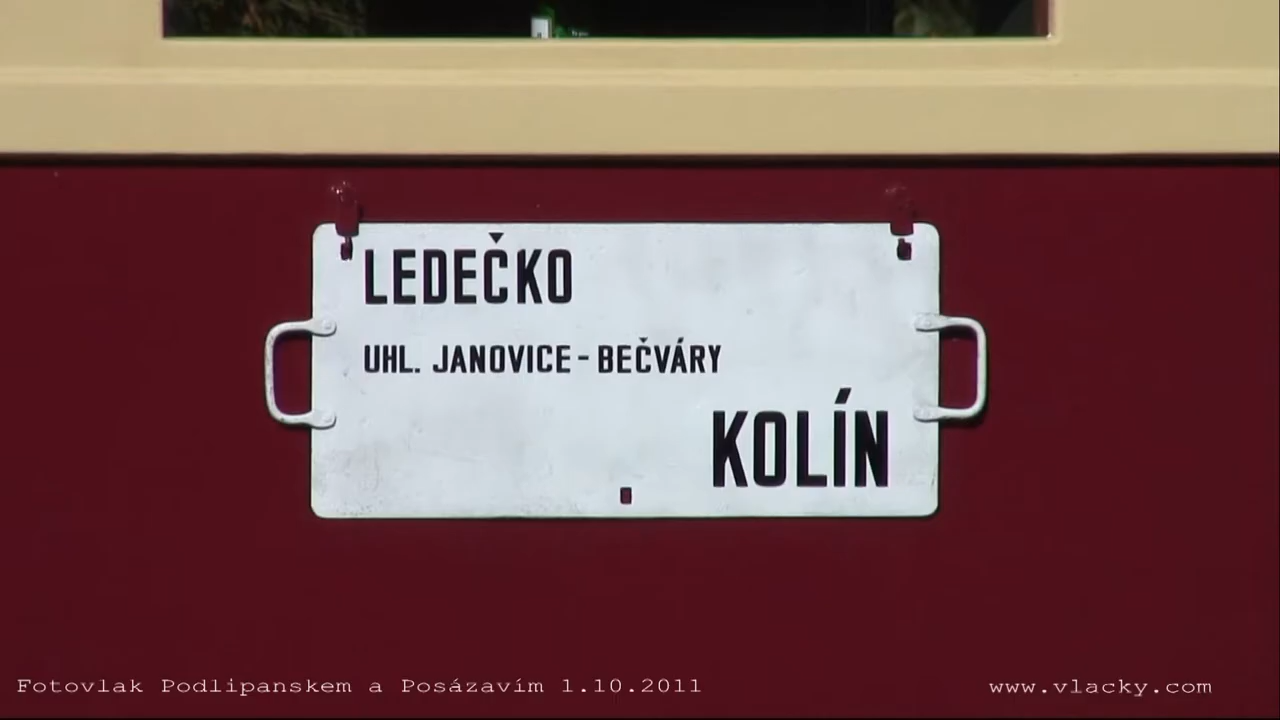 LEDEČKO
UHL. JANOVICE - BEČVÁRY
KOLÍN
Fotovlak Podlipanskem a Posázavím 1.10.2011
www.vlacky.com